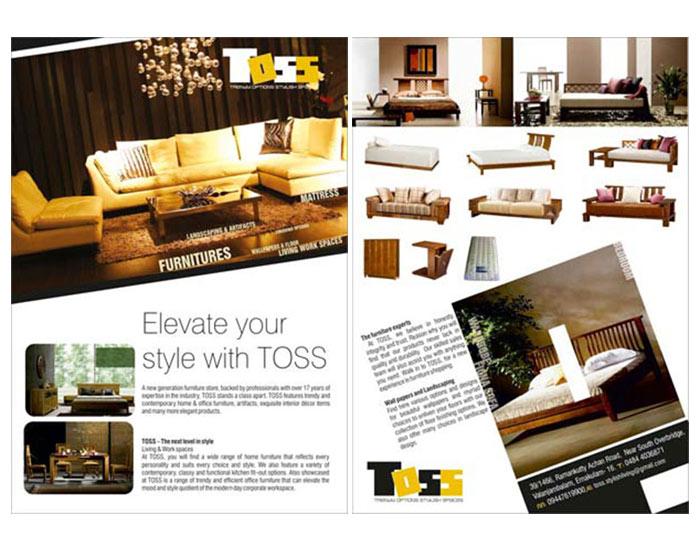 TOSS
TRENDY OPTIONS STYLISH SPACES
MATTRESS
LANDSCAPING & ARTIFACTS
FURNISHING OPTIONS
WALLPAPERS & FLOOR
FURNITURES
LIVING WORK SPACES
Elevate your
style with TOSS
A new generation furniture store, backed by professionals with over 17 years of
expertise in the industry, TOSS stands a class apart. TOSS features trendy and
contemporary home & office furniture, artifacts, exquisite interior décor items
and many more elegant products.
TOSS - The next level in style
Living & Work spaces
At TOSS, you will find a wide range of home furniture that reflects every
personality and suits every choice and style. We also feature a variety of
contemporary, classy and functional kitchen fit-out options. Also showcased
at TOSS is a range of trendy and efficient office furniture that can elevate the
mood and style quotient of the modern-day corporate workspace.
BEDROOM
The furniture experts
At TOSS, we believe in honesty
integrity and trust. Reason why you will
find that our products never lack in
quality and durability. Our skilled sales
team will also assist you with anything
you need. Walk in to TOSS, for a new
experience in furniture shopping.
Wall papers and Landscaping
Find here various options and designs
for beautiful wallpapers, and myriad
choices to enliven your floors with our
collection of floor finishing options. We
also offer many choices in landscape
design.
TOSS
TRENDY OPTIONS STYLISH SPACES
39/1466, Ramankutty Achan Road, Near South Overbridge,
Valanjambalam, Ernakulam- 16. T: 0484 4036871
M: 09447619900, E: toss.stylishliving@gmail.com